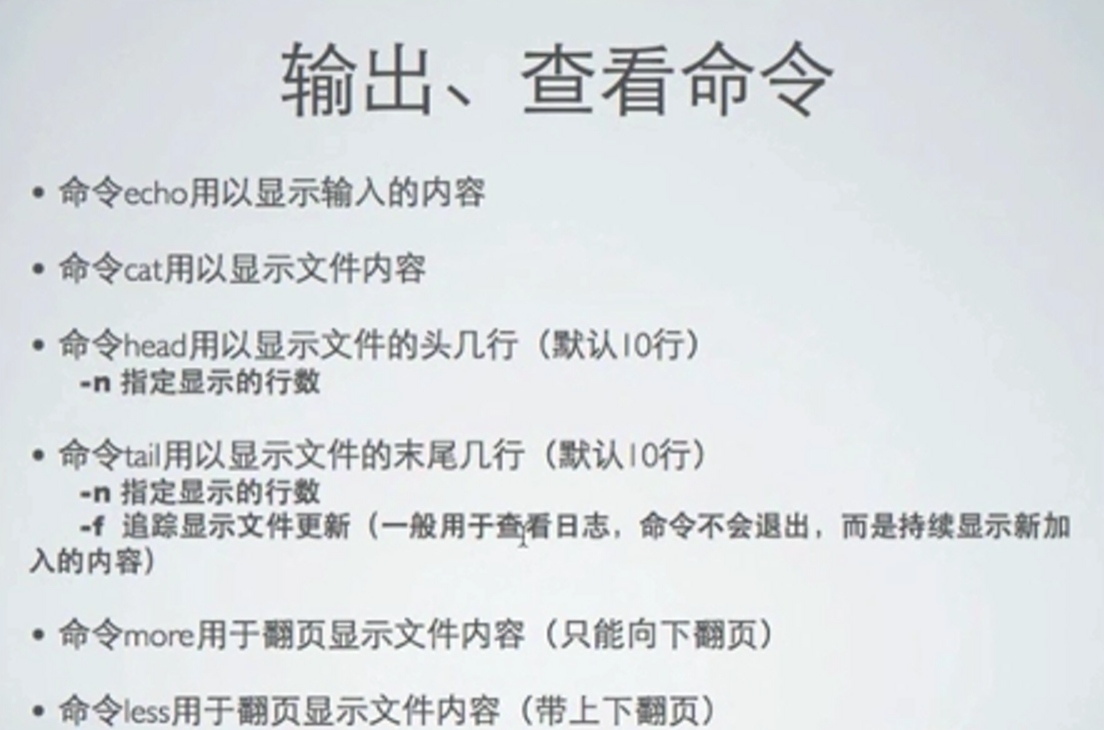 输出、查看命令
• 命令echo用以显示输入的内容
• 命令cat用以显示文件内容
• 命令head用以显示文件的头几行（默认10行）
-n 指定显示的行数
• 命令tail用以显示文件的末尾几行（默认10行）
-n 指定显示的行数
-f 追踪显示文件更新（一般用于查看日志，命令不会退出，而是持续显示新加
入的内容）
• 命令more用于翻页显示文件内容（只能向下翻页）
• 命令less用于翻页显示文件内容（带上下翻页）